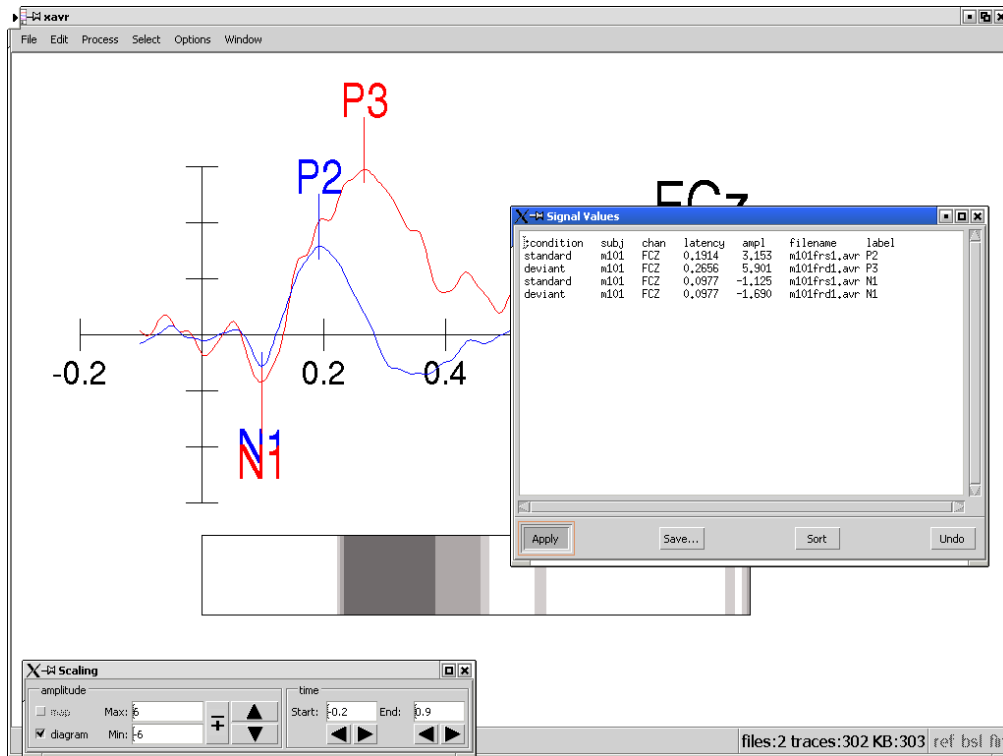 xavr
File Edit Process Select Options Window
P3
P2
FCz
-0.2 0.2 0.4
N1
N1
Signal Values
;condition subj chan latency ampl filename label
standard m101 FCZ 0.1914 3.153 m101frs1.avr P2
deviant m101 FCZ 0.2656 5.901 m101frd1.avr P3
standard m101 FCZ 0.0977 -1.125 m101frs1.avr N1
deviant m101 FCZ 0.0977 -1.690 m101frd1.avr N1
Apply Save... Sort Undo
Scaling
amplitude time
map Max: 6 Start: -0.2 End: 0.9
diagram Min: -6
files:2 traces:302 KB:303 ref bsl